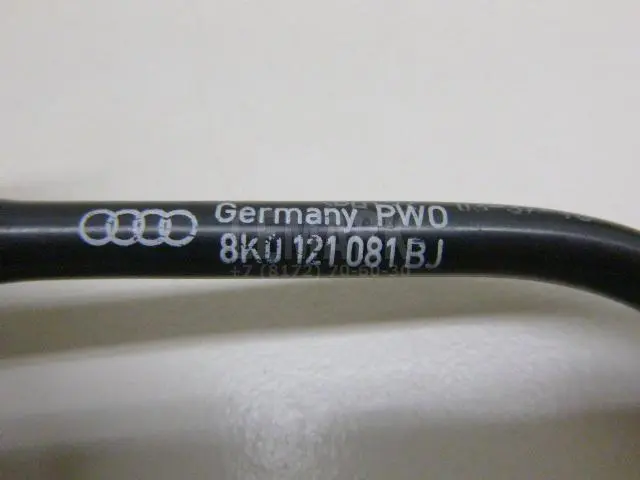 Germany PWO
8K0 121 081 BJ
+7 (8172) 70-60-30